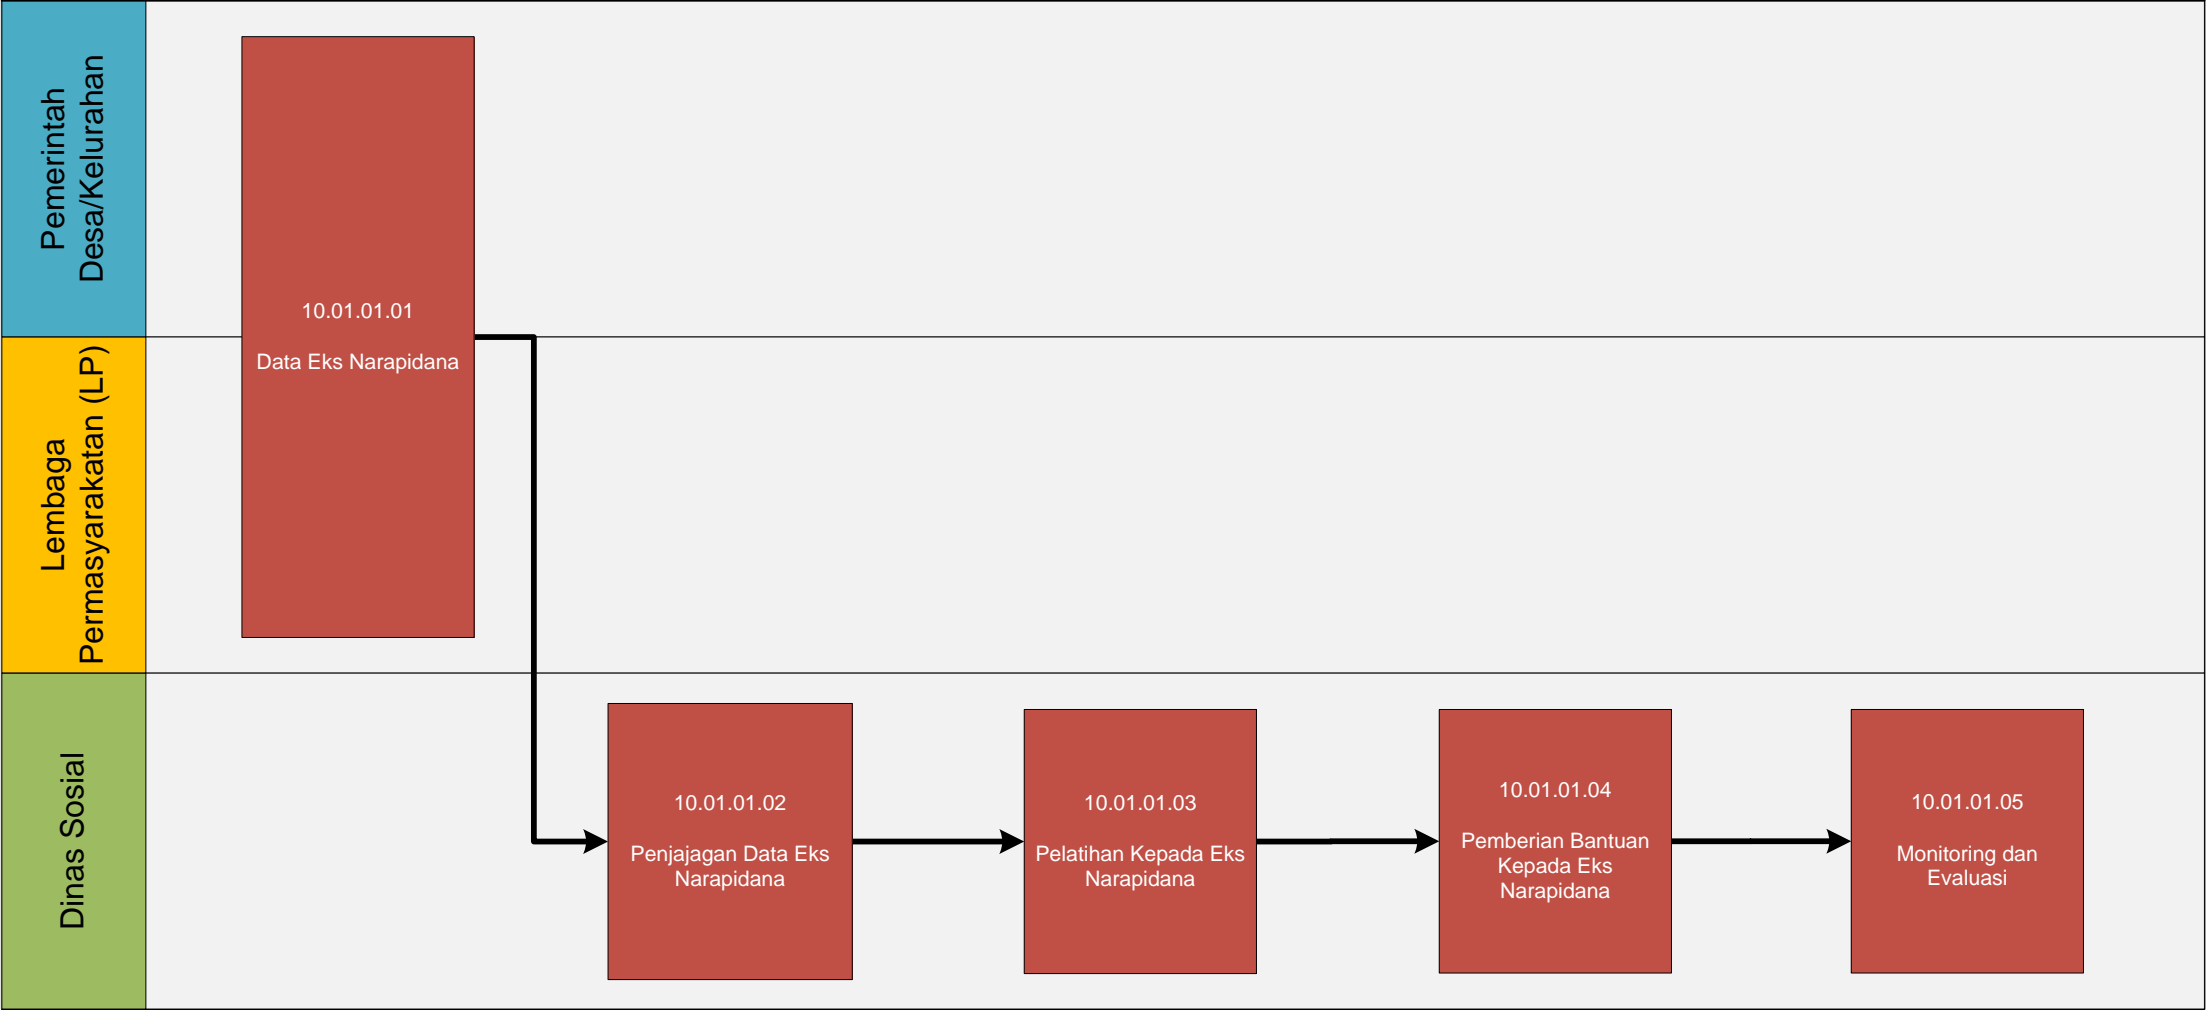 Pemerintah
Desa/Kelurahan
10.01.01.01
Data Eks Narapidana
Lembaga
Permasyarakatan (LP)
Dinas Sosial
10.01.01.02
Penjajagan Data Eks
Narapidana
10.01.01.03
Pelatihan Kepada Eks
Narapidana
10.01.01.04
Pemberian Bantuan
Kepada Eks
Narapidana
10.01.01.05
Monitoring dan
Evaluasi